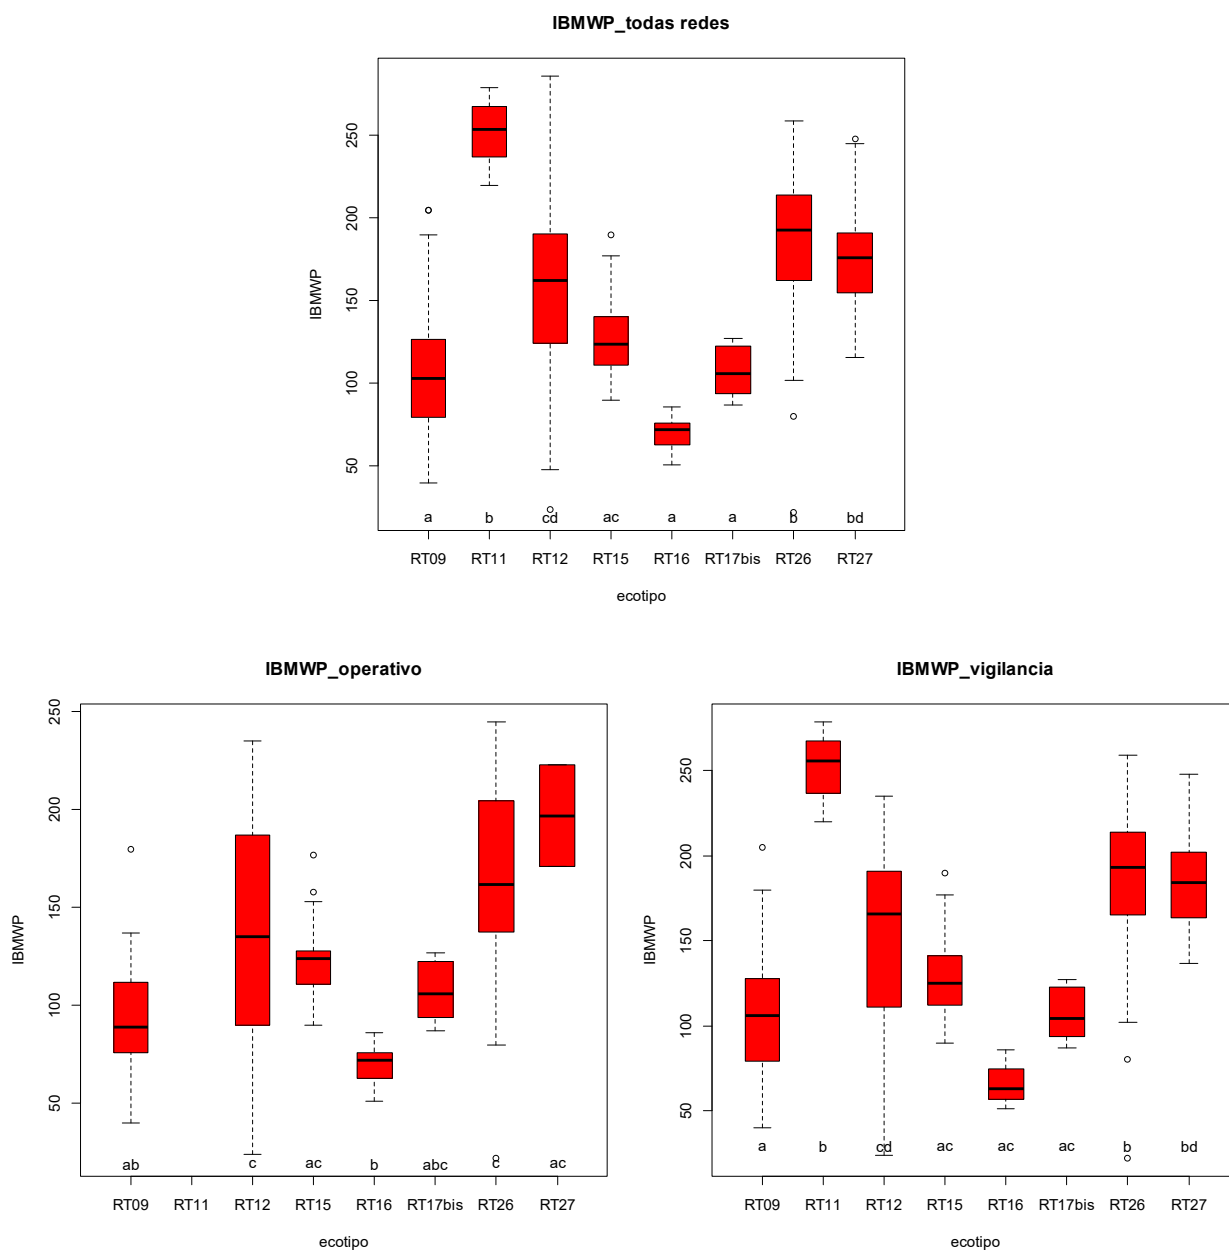 IBMWP_todas redes
250
200
150
100
50
IBMWP
a b cd ac a a b bd
RT09 RT11 RT12 RT15 RT16 RT17bis RT26 RT27
ecotipo
IBMWP_operativo
250
200
150
100
50
IBMWP
ab c ac b abc c ac
RT09 RT11 RT12 RT15 RT16 RT17bis RT26 RT27
ecotipo
IBMWP_vigilancia
250
200
150
100
50
IBMWP
a b cd ac ac ac b bd
RT09 RT11 RT12 RT15 RT16 RT17bis RT26 RT27
ecotipo